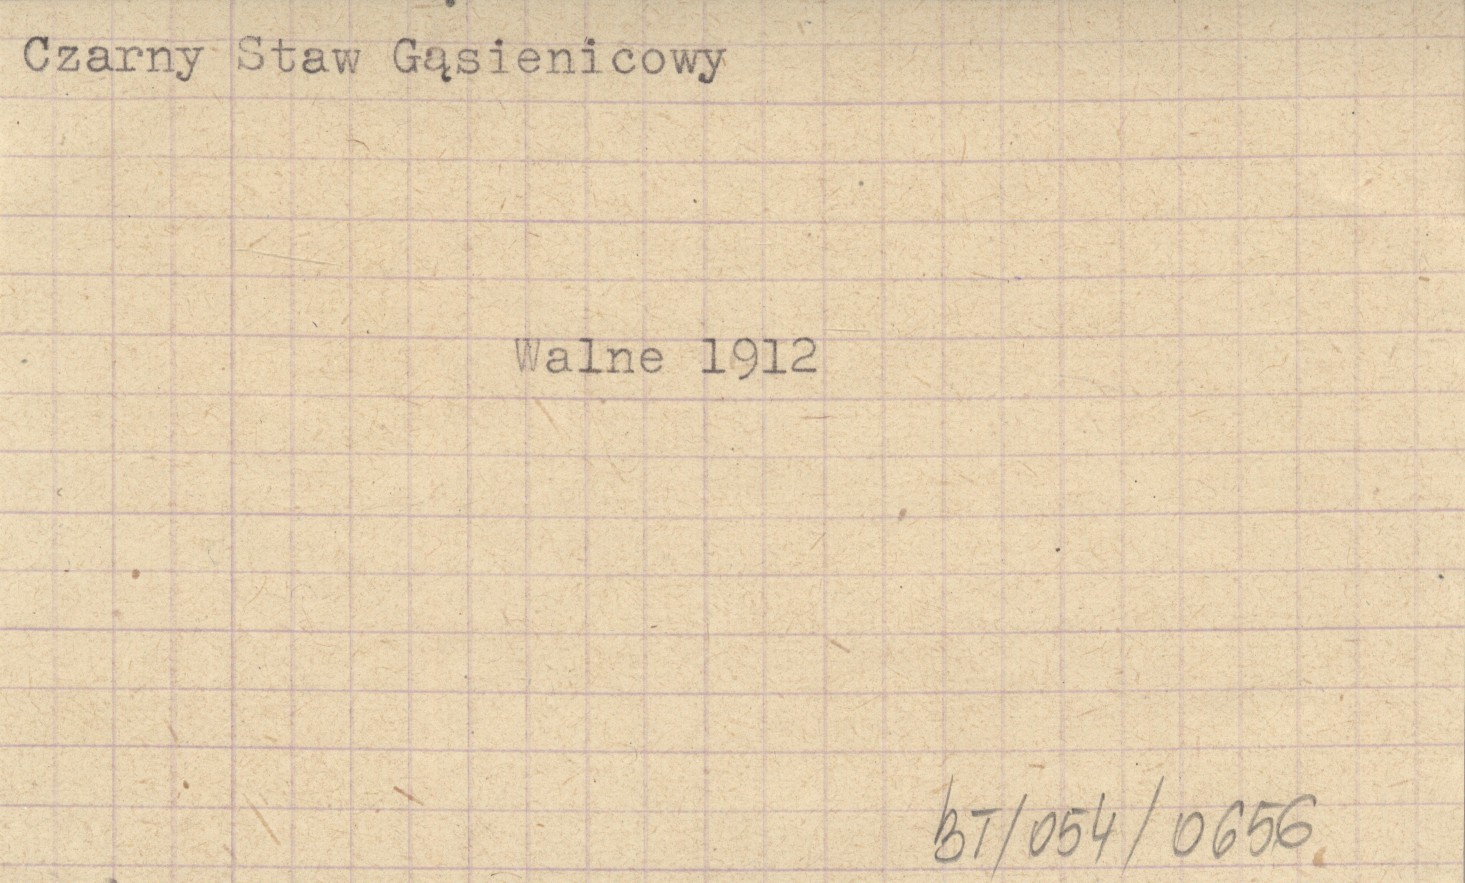 Czarny Staw Gąsienicowy
Walne 1912
BT/054/0656